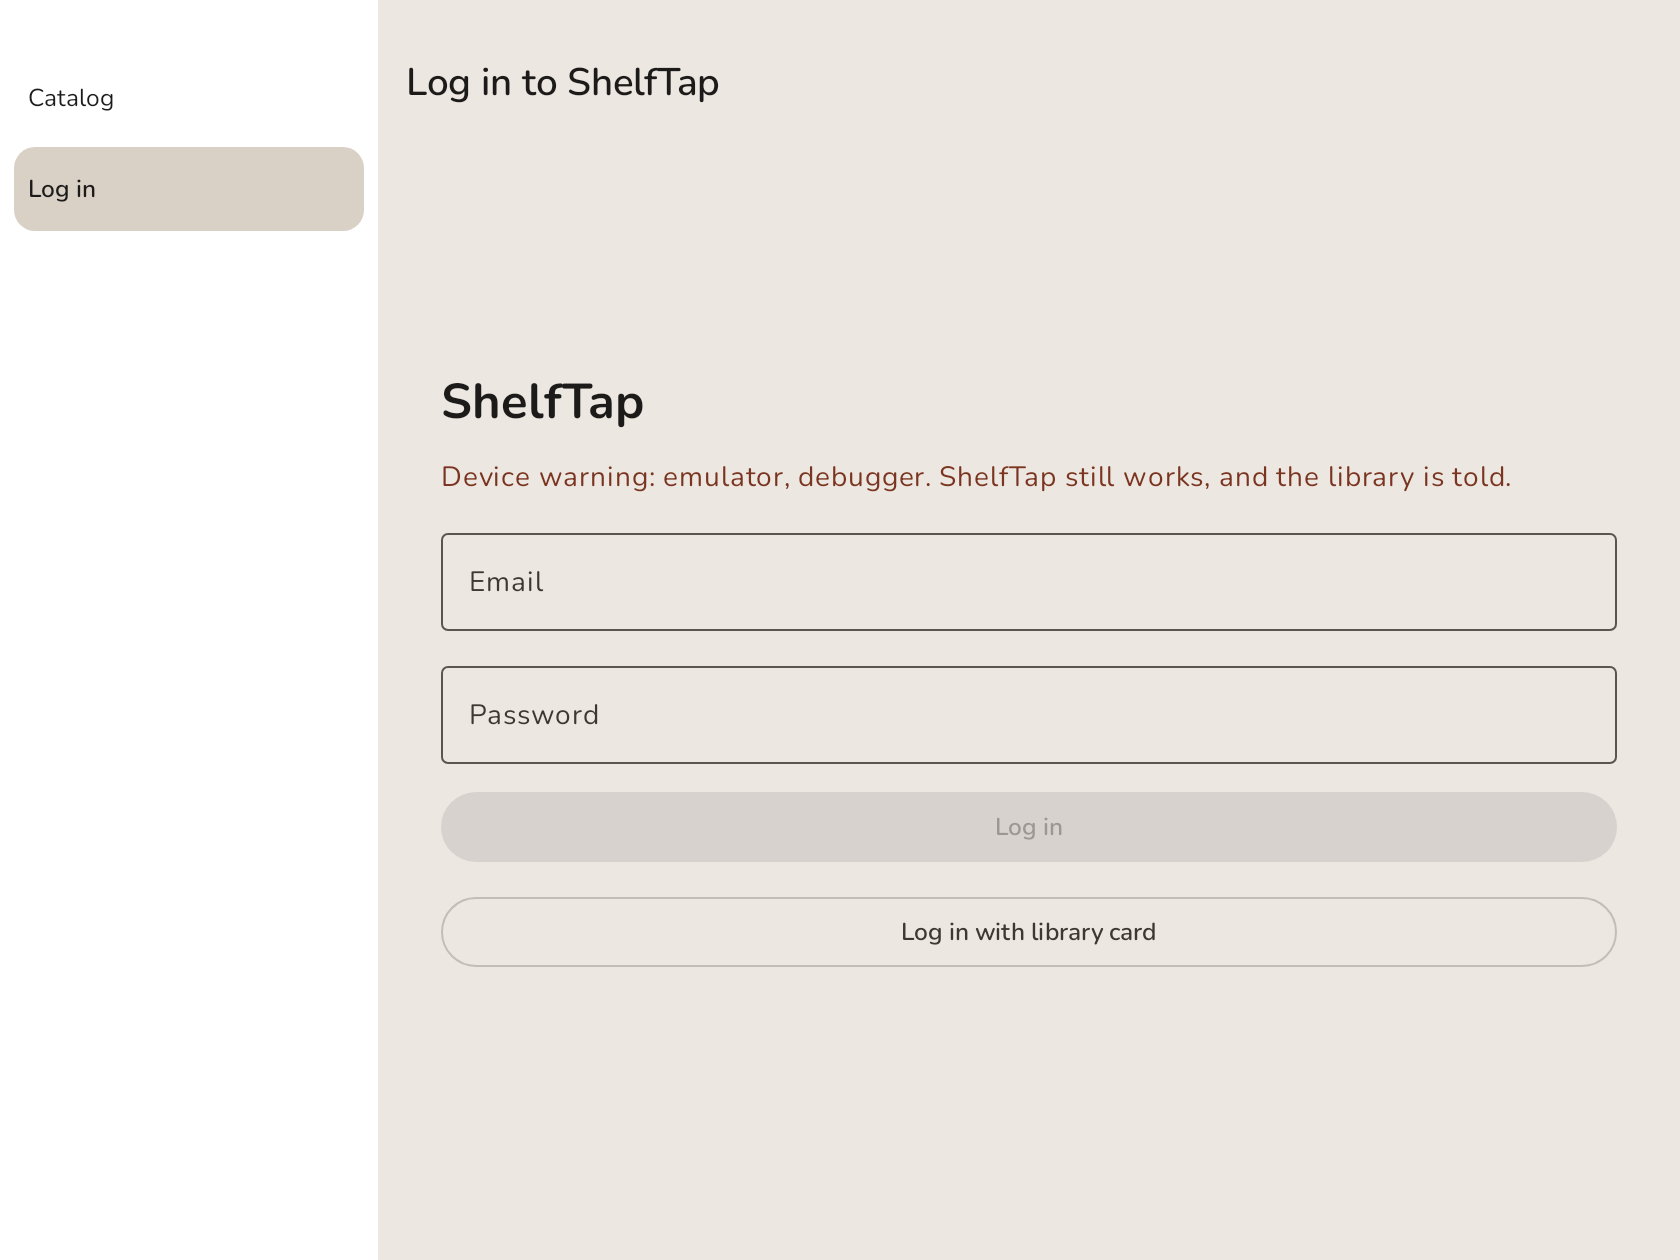 Catalog
Log in
Log in to ShelfTap
ShelfTap
Device warning: emulator, debugger. ShelfTap still works, and the library is told.
Email
Password
Log in
Log in with library card